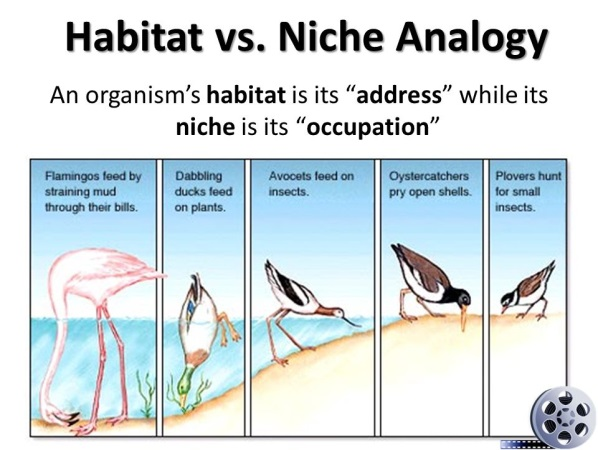 Habitat vs. Niche Analogy
An organism’s habitat is its “address” while its
niche is its “occupation”
Flamingos feed by
straining mud
through their bills.
Dabbling
ducks feed
on plants.
Avocets feed on
insects.
Oystercatchers
pry open shells.
Plovers hunt
for small
insects.